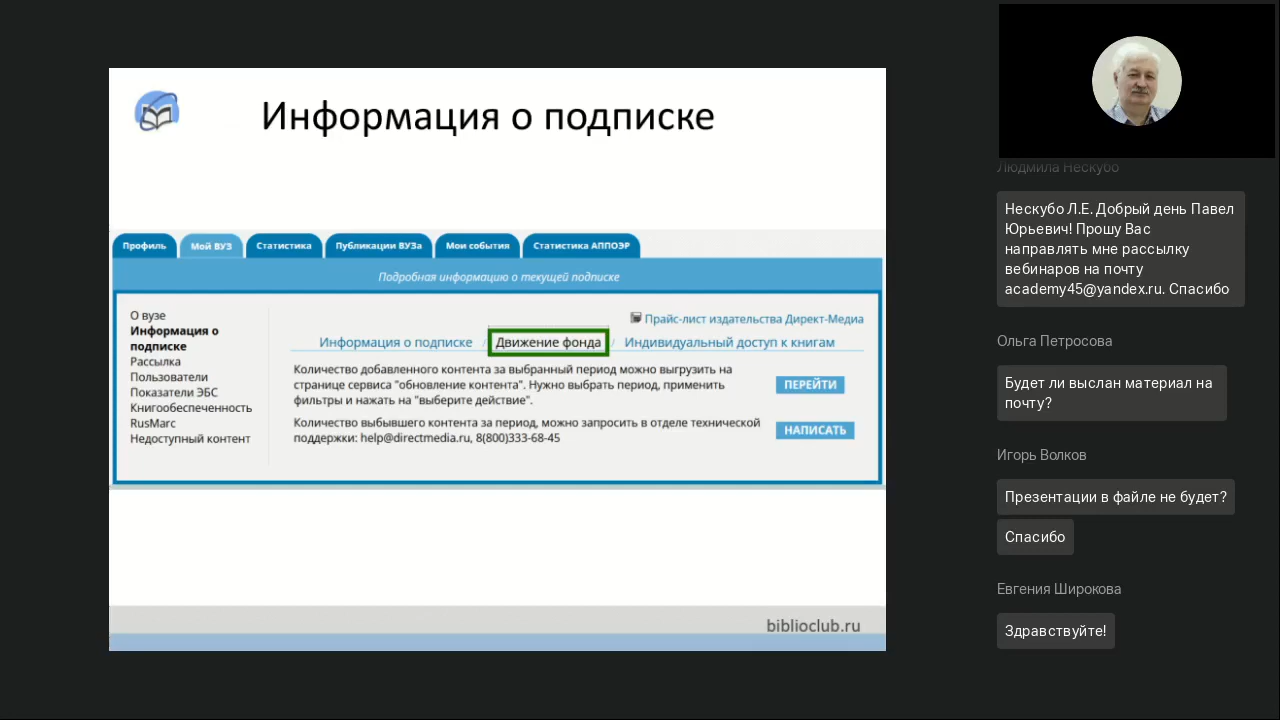 Информация о подписке
Профиль
Мой ВУЗ
Статистика
Публикации ВУЗа
Мои события
Статистика АППОЭР
Подробная информацию о текущей подписке
О вузе
Информация о
подписке
Рассылка
Пользователи
Показатели ЭБС
Книгообеспеченность
RusMarc
Недоступный контент
Прайс-лист издательства Директ-Медиа
Информация о подписке / Движение фонда / Индивидуальный доступ к книгам
Количество добавленного контента за выбранный период можно выгрузить на
странице сервиса "обновление контента". Нужно выбрать период, применить
фильтры и нажать на "выберите действие".
ПЕРЕЙТИ
Количество выбывшего контента за период, можно запросить в отделе технической
поддержки: help@directmedia.ru, 8(800)333-68-45
НАПИСАТЬ
biblioclub.ru
Людмила Нескубо
Нескубо Л.Е. Добрый день Павел
Юрьевич! Прошу Вас
направлять мне рассылку
вебинаров на почту
academy45@yandex.ru. Спасибо
Ольга Петросова
Будет ли выслан материал на
почту?
Игорь Волков
Презентации в файле не будет?
Спасибо
Евгения Широкова
Здравствуйте!